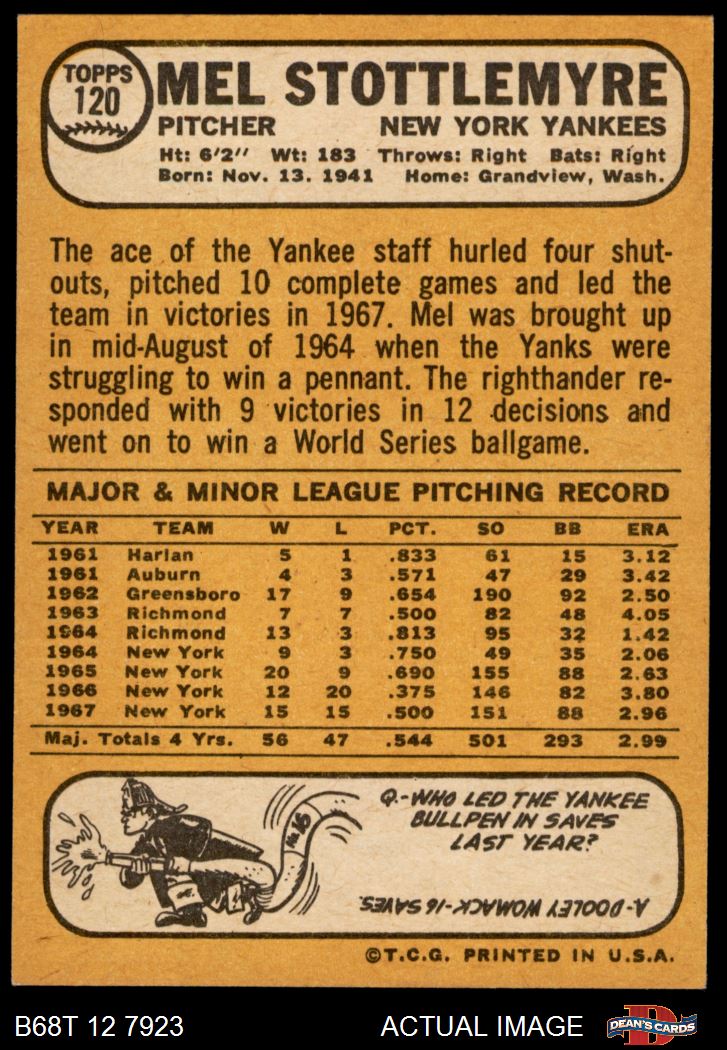 TOPPS
120
MEL STOTTLEMYRE
PITCHER NEW YORK YANKEES
Ht: 6'2" Wt: 183 Throws: Right Bats: Right
Born: Nov. 13. 1941 Home: Grandview, Wash.
The ace of the Yankee staff hurled four shut-
outs, pitched 10 complete games and led the
team in victories in 1967. Mel was brought up
in mid-August of 1964 when the Yanks were
struggling to win a pennant. The righthander re-
sponded with 9 victories in 12 decisions and
went on to win a World Series ballgame.
MAJOR & MINOR LEAGUE PITCHING RECORD
YEAR TEAM W L PCT. SO BB ERA
1961 Harlan 5 1 .833 61 15 3.12
1961 Auburn 4 3 .571 47 29 3.42
1962 Greensboro 17 9 .654 190 92 2.50
1963 Richmond 7 7 .500 82 48 4.05
1964 Richmond 13 3 .813 95 32 1.42
1964 New York 9 3 .750 49 35 2.06
1965 New York 20 9 .690 155 88 2.63
1966 New York 12 20 .375 146 82 3.80
1967 New York 15 15 .500 151 88 2.96
Maj. Totals 4 Yrs. 56 47 .544 501 293 2.99
No. 16
Q.-WHO LED THE YANKEE
BULLPEN IN SAVES
LAST YEAR?
A-DOOLEY WOMACK-16 SAVES.
©T.C.G. PRINTED IN U.S.A.
B68T 12 7923 ACTUAL IMAGE
DEAN'S CARDS